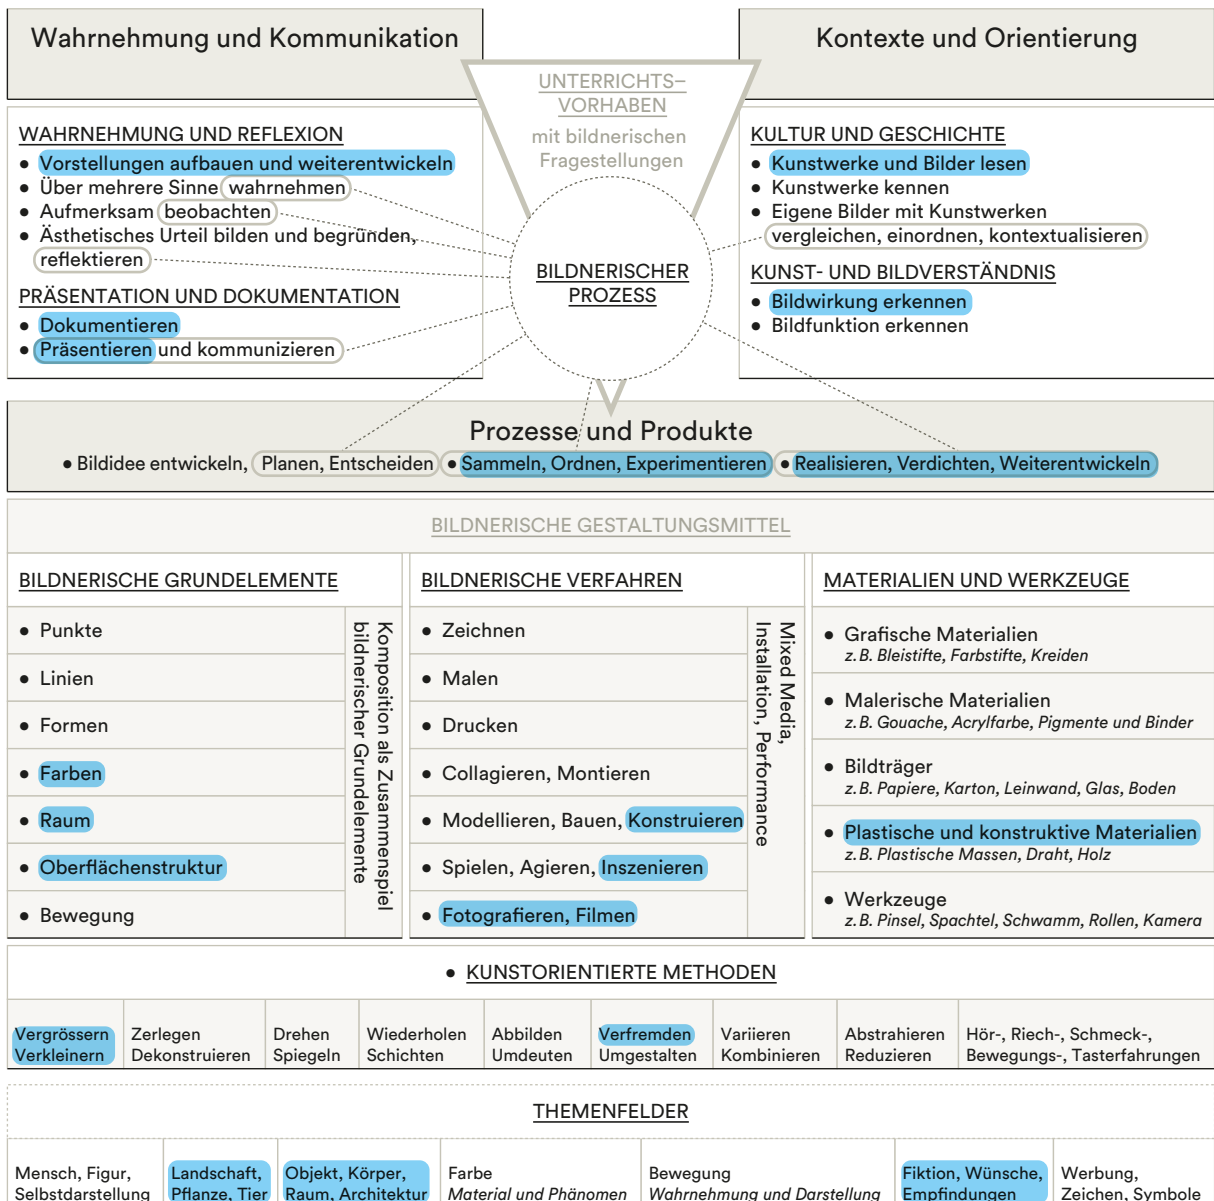 Wahrnehmung und Kommunikation
WAHRNEHMUNG UND REFLEXION
• Vorstellungen aufbauen und weiterentwickeln
• Über mehrere Sinne wahrnehmen
• Aufmerksam beobachten
• Ästhetisches Urteil bilden und begründen,
reflektieren
PRÄSENTATION UND DOKUMENTATION
• Dokumentieren
• Präsentieren und kommunizieren
UNTERRICHTS–
VORHABEN
mit bildnerischen
Fragestellungen
BILDNERISCHER
PROZESS
Kontexte und Orientierung
KULTUR UND GESCHICHTE
• Kunstwerke und Bilder lesen
• Kunstwerke kennen
• Eigene Bilder mit Kunstwerken
vergleichen, einordnen, kontextualisieren
KUNST- UND BILDVERSTÄNDNIS
• Bildwirkung erkennen
• Bildfunktion erkennen
Prozesse und Produkte
• Bildidee entwickeln, Planen, Entscheiden • Sammeln, Ordnen, Experimentieren • Realisieren, Verdichten, Weiterentwickeln
BILDNERISCHE GESTALTUNGSMITTEL
BILDNERISCHE GRUNDELEMENTE
• Punkte
• Linien
• Formen
• Farben
• Raum
• Oberflächenstruktur
• Bewegung
Komposition als Zusammenspiel
bildnerischer Grundelemente
BILDNERISCHE VERFAHREN
• Zeichnen
• Malen
• Drucken
• Collagieren, Montieren
• Modellieren, Bauen, Konstruieren
• Spielen, Agieren, Inszenieren
• Fotografieren, Filmen
Mixed Media,
Installation, Performance
MATERIALIEN UND WERKZEUGE
• Grafische Materialien
z. B. Bleistifte, Farbstifte, Kreiden
• Malerische Materialien
z. B. Gouache, Acrylfarbe, Pigmente und Binder
• Bildträger
z. B. Papiere, Karton, Leinwand, Glas, Boden
• Plastische und konstruktive Materialien
z. B. Plastische Massen, Draht, Holz
• Werkzeuge
z. B. Pinsel, Spachtel, Schwamm, Rollen, Kamera
• KUNSTORIENTIERTE METHODEN
Vergrössern
Verkleinern
Zerlegen
Dekonstruieren
Drehen
Spiegeln
Wiederholen
Schichten
Abbilden
Umdeuten
Verfremden
Umgestalten
Variieren
Kombinieren
Abstrahieren
Reduzieren
Hör-, Riech-, Schmeck-,
Bewegungs-, Tasterfahrungen
THEMENFELDER
Mensch, Figur,
Selbstdarstellung
Landschaft,
Pflanze, Tier
Objekt, Körper,
Raum, Architektur
Farbe
Material und Phänomen
Bewegung
Wahrnehmung und Darstellung
Fiktion, Wünsche,
Empfindungen
Werbung,
Zeichen, Symbole